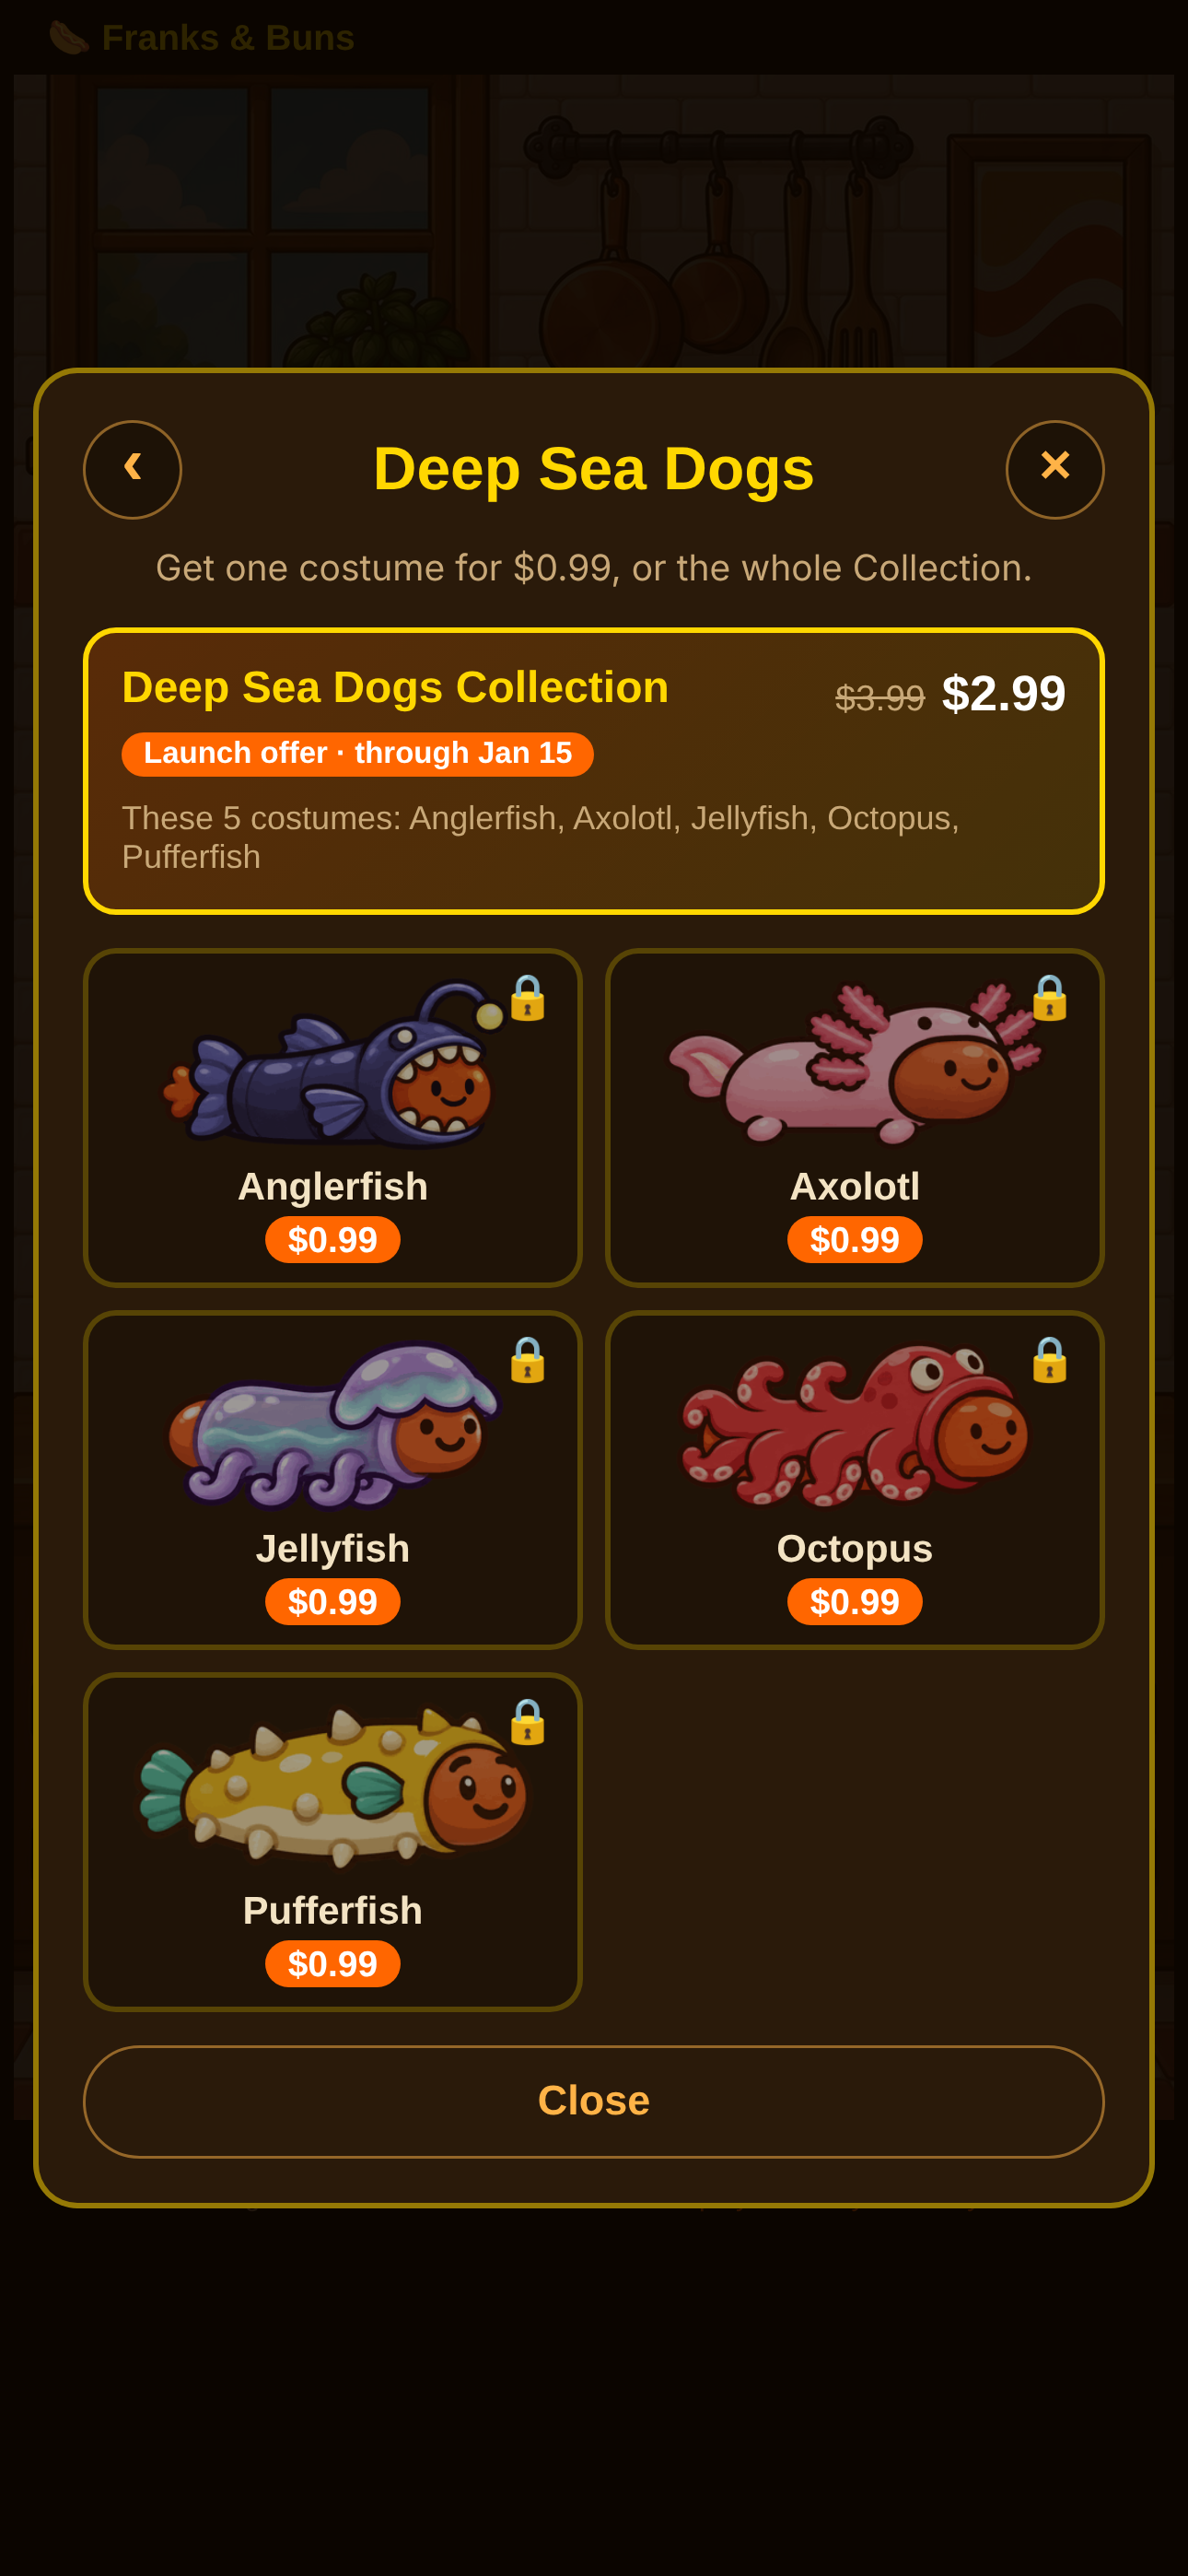 Franks & Buns
‹
Deep Sea Dogs
✕
Get one costume for $0.99, or the whole Collection.
Deep Sea Dogs Collection
$3.99 $2.99
Launch offer · through Jan 15
These 5 costumes: Anglerfish, Axolotl, Jellyfish, Octopus,
Pufferfish
Anglerfish
$0.99
Axolotl
$0.99
Jellyfish
$0.99
Octopus
$0.99
Pufferfish
$0.99
Close